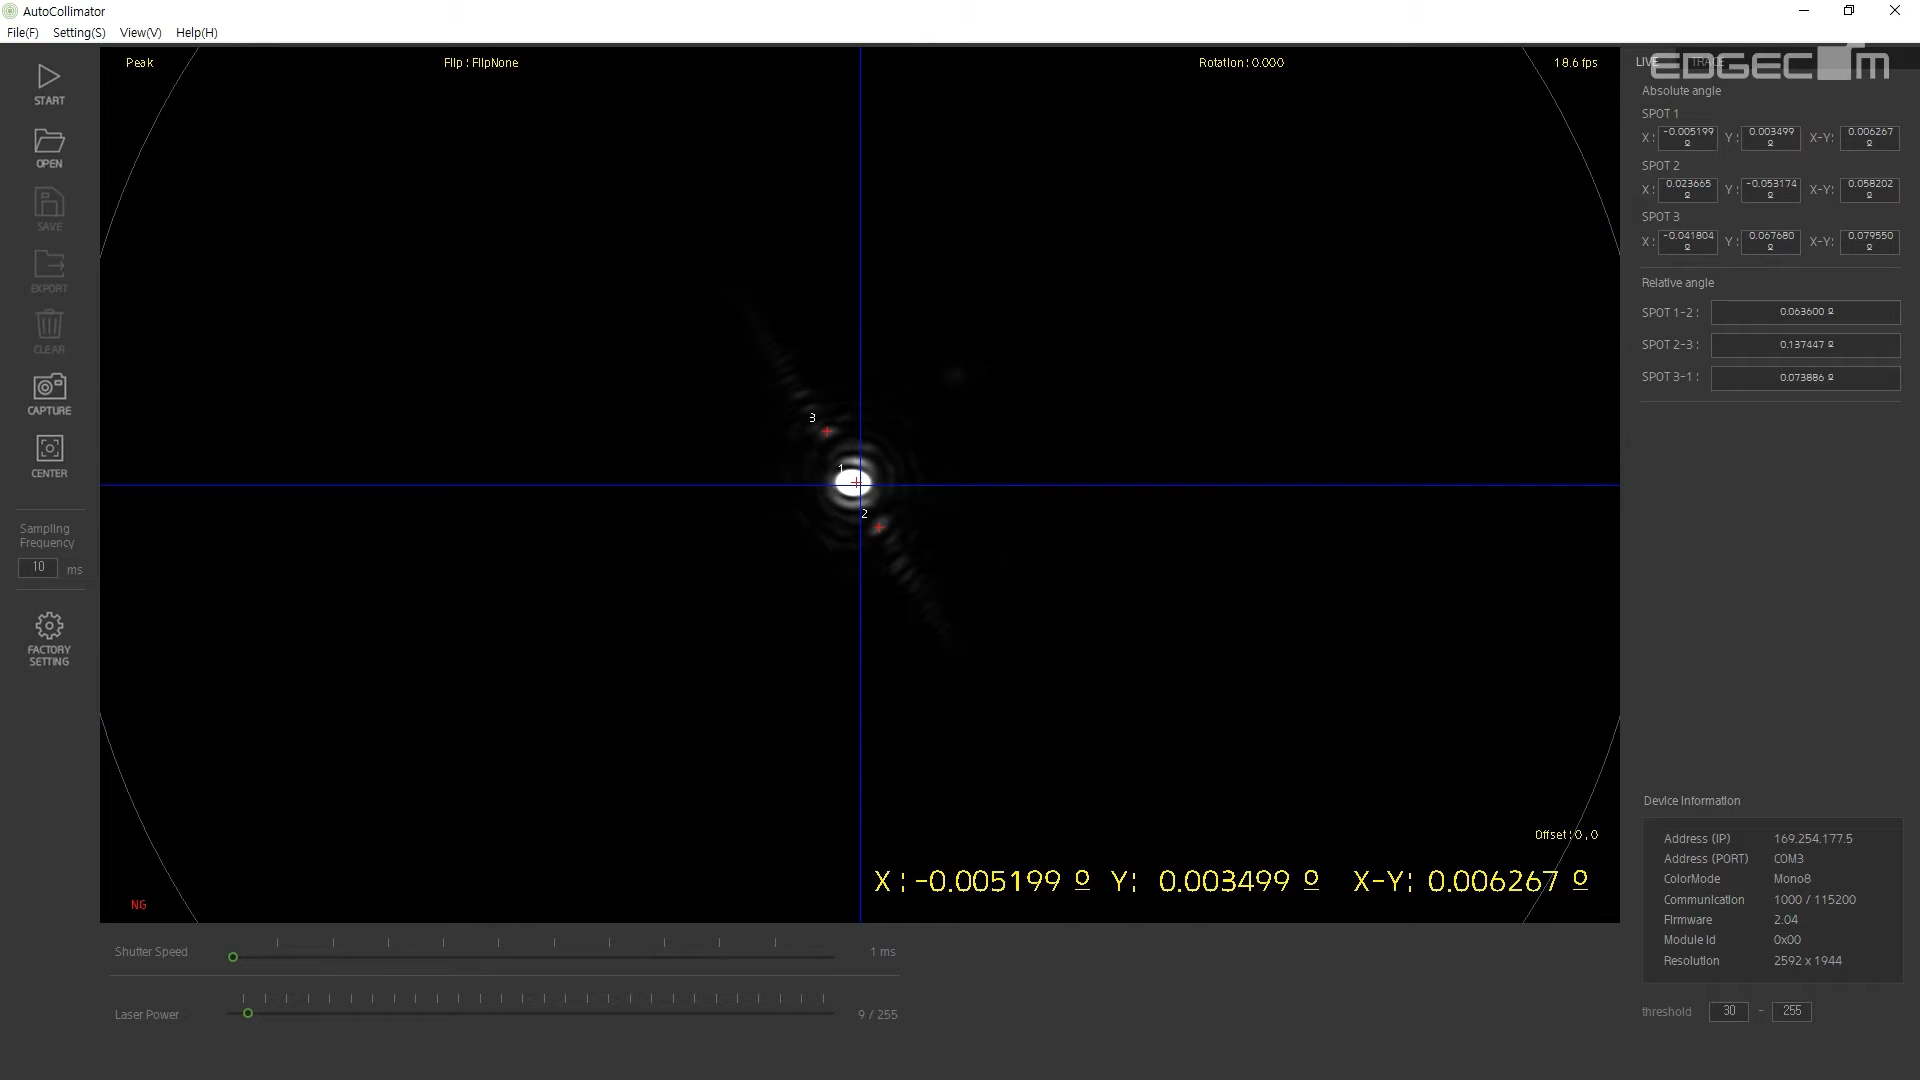 AutoCollimator
File(F) Setting(S) View(V) Help(H)
Peak Flip : FlipNone Rotation : 0.000 18.6 fps
LIVE TRACE
EDGECOM
START
OPEN
SAVE
EXPORT
CLEAR
CAPTURE
CENTER
Sampling
Frequency
10 ms
FACTORY
SETTING
Absolute angle
SPOT 1
X : -0.005199 º Y : 0.003499 º X-Y: 0.006267 º
SPOT 2
X : 0.023665 º Y : -0.053174 º X-Y: 0.058202 º
SPOT 3
X : -0.041804 º Y : 0.067680 º X-Y: 0.079550 º
Relative angle
SPOT 1-2 : 0.063600 º
SPOT 2-3 : 0.137447 º
SPOT 3-1 : 0.073886 º
3
1
2
Offset : 0 , 0
X : -0.005199 º Y: 0.003499 º X-Y: 0.006267 º
NG
Shutter Speed 1 ms
Laser Power 9 / 255
Device Information
Address (IP) 169.254.177.5
Address (PORT) COM3
ColorMode Mono8
Communication 1000 / 115200
Firmware 2.04
Module Id 0x00
Resolution 2592 x 1944
threshold 30 - 255